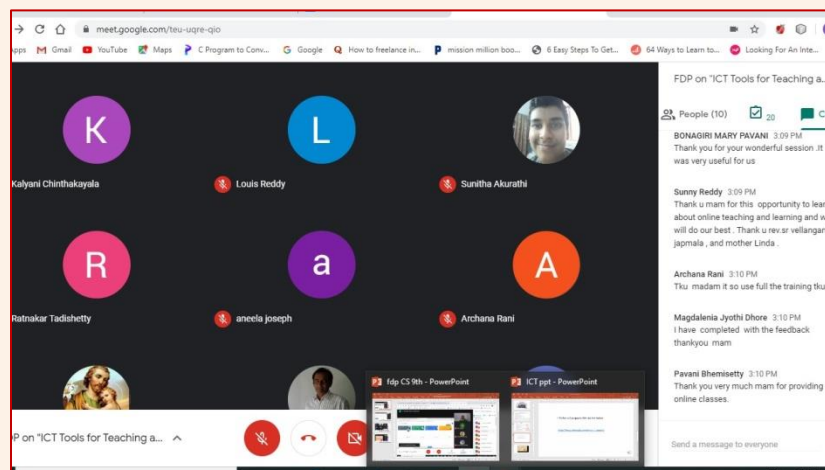 meet.google.com/teu-uqre-qio
Apps Gmail YouTube Maps C Program to Conv... Google How to freelance in... mission million boo... 6 Easy Steps To Get... 64 Ways to Learn to... Looking For An Inte...
K
Kalyani Chinthakayala
L
Louis Reddy
Sunitha Akurathi
R
Ratnakar Tadishetty
a
aneela joseph
A
Archana Rani
fdp CS 9th - PowerPoint
ICT ppt - PowerPoint
P on "ICT Tools for Teaching a...
FDP on "ICT Tools for Teaching a...
People (10) 20 C
BONAGIRI MARY PAVANI 3:09 PM
Thank you for your wonderful session .It
was very useful for us
Sunny Reddy 3:09 PM
Thank u mam for this opportunity to lear
about online teaching and learning and w
will do our best . Thank u rev.sr vellangan
japmala , and mother Linda .
Archana Rani 3:10 PM
Tku madam it so use full the training tku
Magdalenia Jyothi Dhore 3:10 PM
I have completed with the feedback
thankyou mam
Pavani Bhemisetty 3:10 PM
Thank you very much mam for providing
online classes.
Send a message to everyone